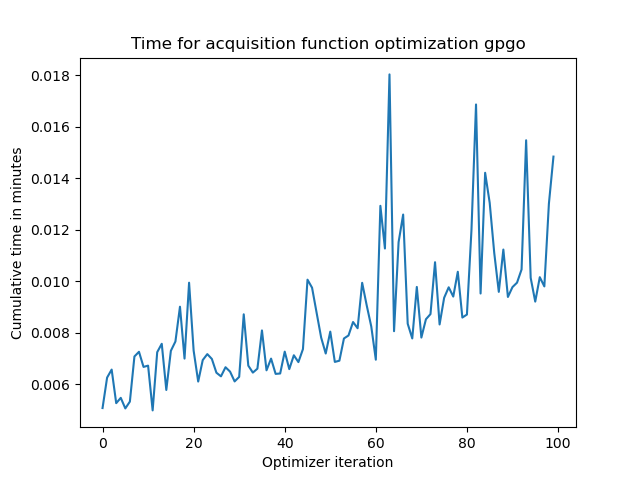 Time for acquisition function optimization gpgo
0.018
0.016
0.014
0.012
0.010
0.008
0.006
Cumulative time in minutes
0 20 40 60 80 100
Optimizer iteration